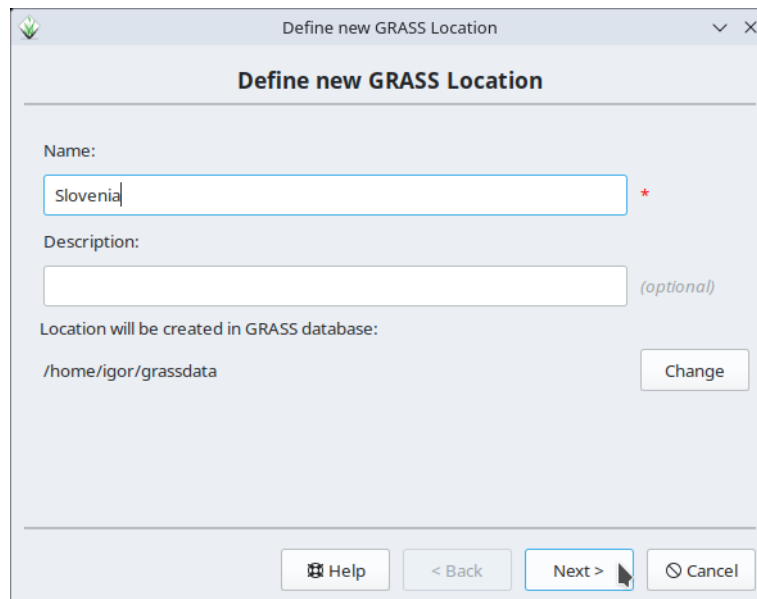 Define new GRASS Location
Define new GRASS Location
Name:
Slovenia
*
Description:
(optional)
Location will be created in GRASS database:
/home/igor/grassdata
Change
Help
< Back
Next >
Cancel